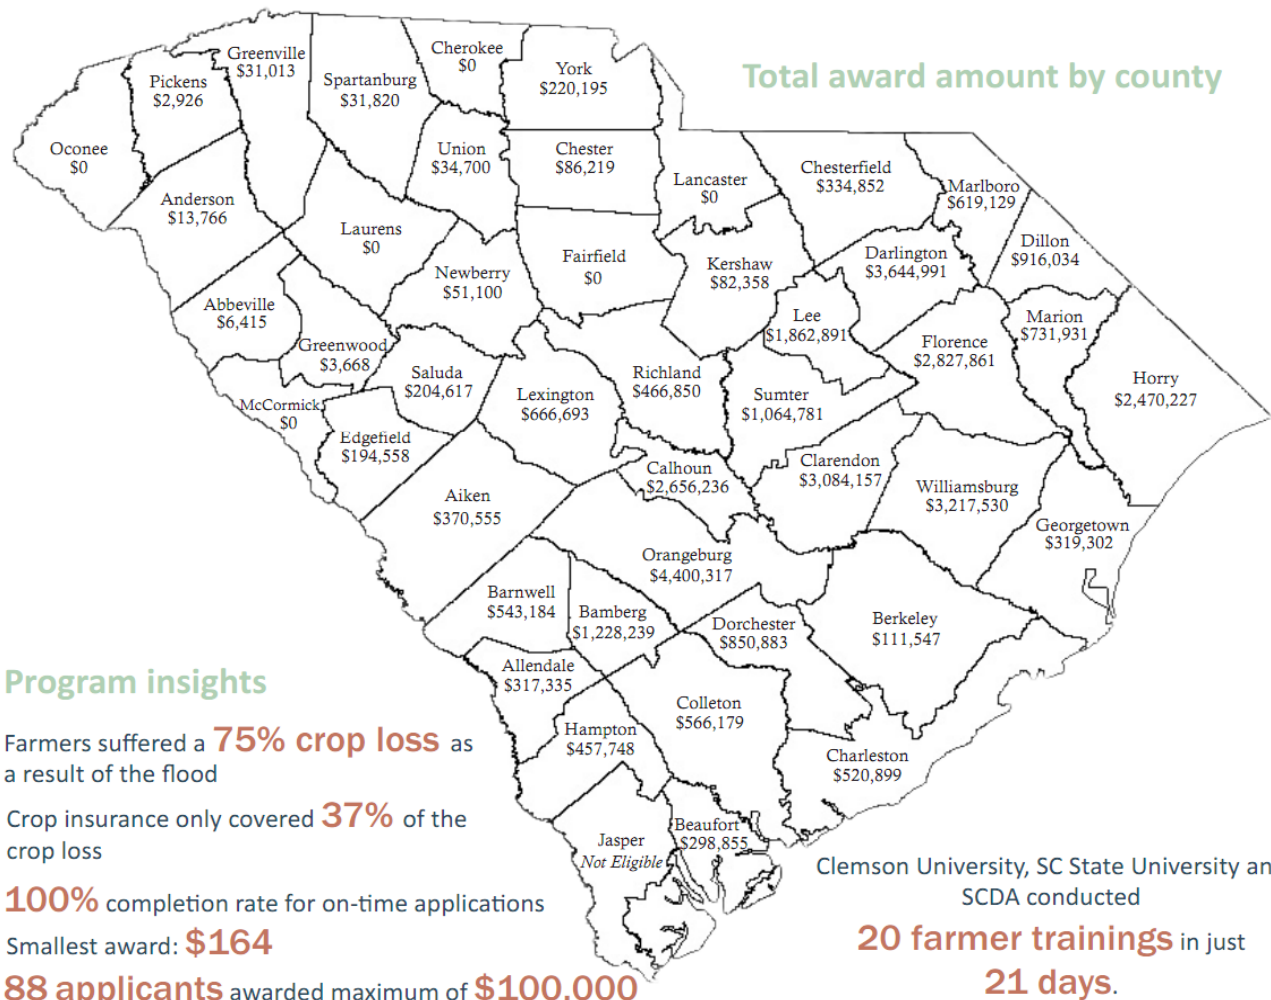 Total award amount by county
Cherokee
$0
Greenville
$31,013
Spartanburg
$31,820
York
$220,195
Pickens
$2,926
Oconee
$0
Union
$34,700
Chester
$86,219
Lancaster
$0
Chesterfield
$334,852
Marlboro
$619,129
Anderson
$13,766
Laurens
$0
Fairfield
$0
Newberry
$51,100
Kershaw
$82,358
Darlington
$3,644,991
Dillon
$916,034
Abbeville
$6,415
Greenwood
$3,668
Lee
$1,862,891
Marion
$731,931
Florence
$2,827,861
Saluda
$204,617
Lexington
$666,693
Richland
$466,850
Sumter
$1,064,781
Horry
$2,470,227
McCormick
$0
Edgefield
$194,558
Calhoun
$2,656,236
Clarendon
$3,084,157
Williamsburg
$3,217,530
Aiken
$370,555
Georgetown
$319,302
Orangeburg
$4,400,317
Barnwell
$543,184
Bamberg
$1,228,239
Dorchester
$850,883
Berkeley
$111,547
Allendale
$317,335
Colleton
$566,179
Hampton
$457,748
Charleston
$520,899
Jasper
Not Eligible
Beaufort
$298,855
Program insights
Farmers suffered a 75% crop loss as
a result of the flood
Crop insurance only covered 37% of the
crop loss
100% completion rate for on-time applications
Smallest award: $164
88 applicants awarded maximum of $100,000
Clemson University, SC State University an
SCDA conducted
20 farmer trainings in just
21 days.